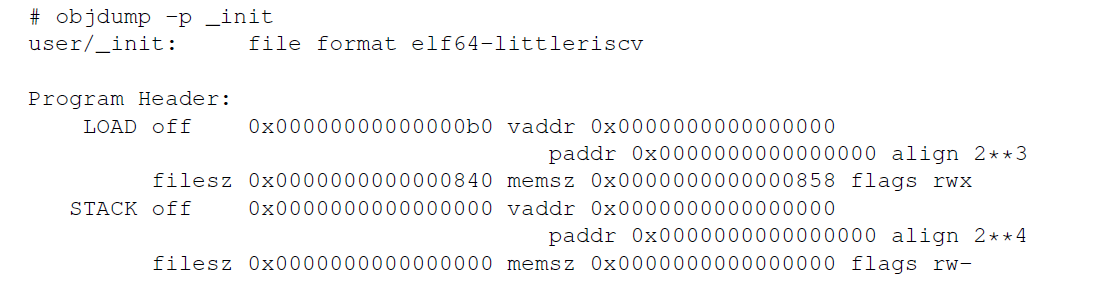 # objdump -p _init
user/_init:     file format elf64-littleriscv
Program Header:
LOAD off    0x00000000000000b0 vaddr 0x0000000000000000
paddr 0x0000000000000000 align 2**3
filesz 0x0000000000000840 memsz 0x0000000000000858 flags rwx
STACK off    0x0000000000000000 vaddr 0x0000000000000000
paddr 0x0000000000000000 align 2**4
filesz 0x0000000000000000 memsz 0x0000000000000000 flags rw-